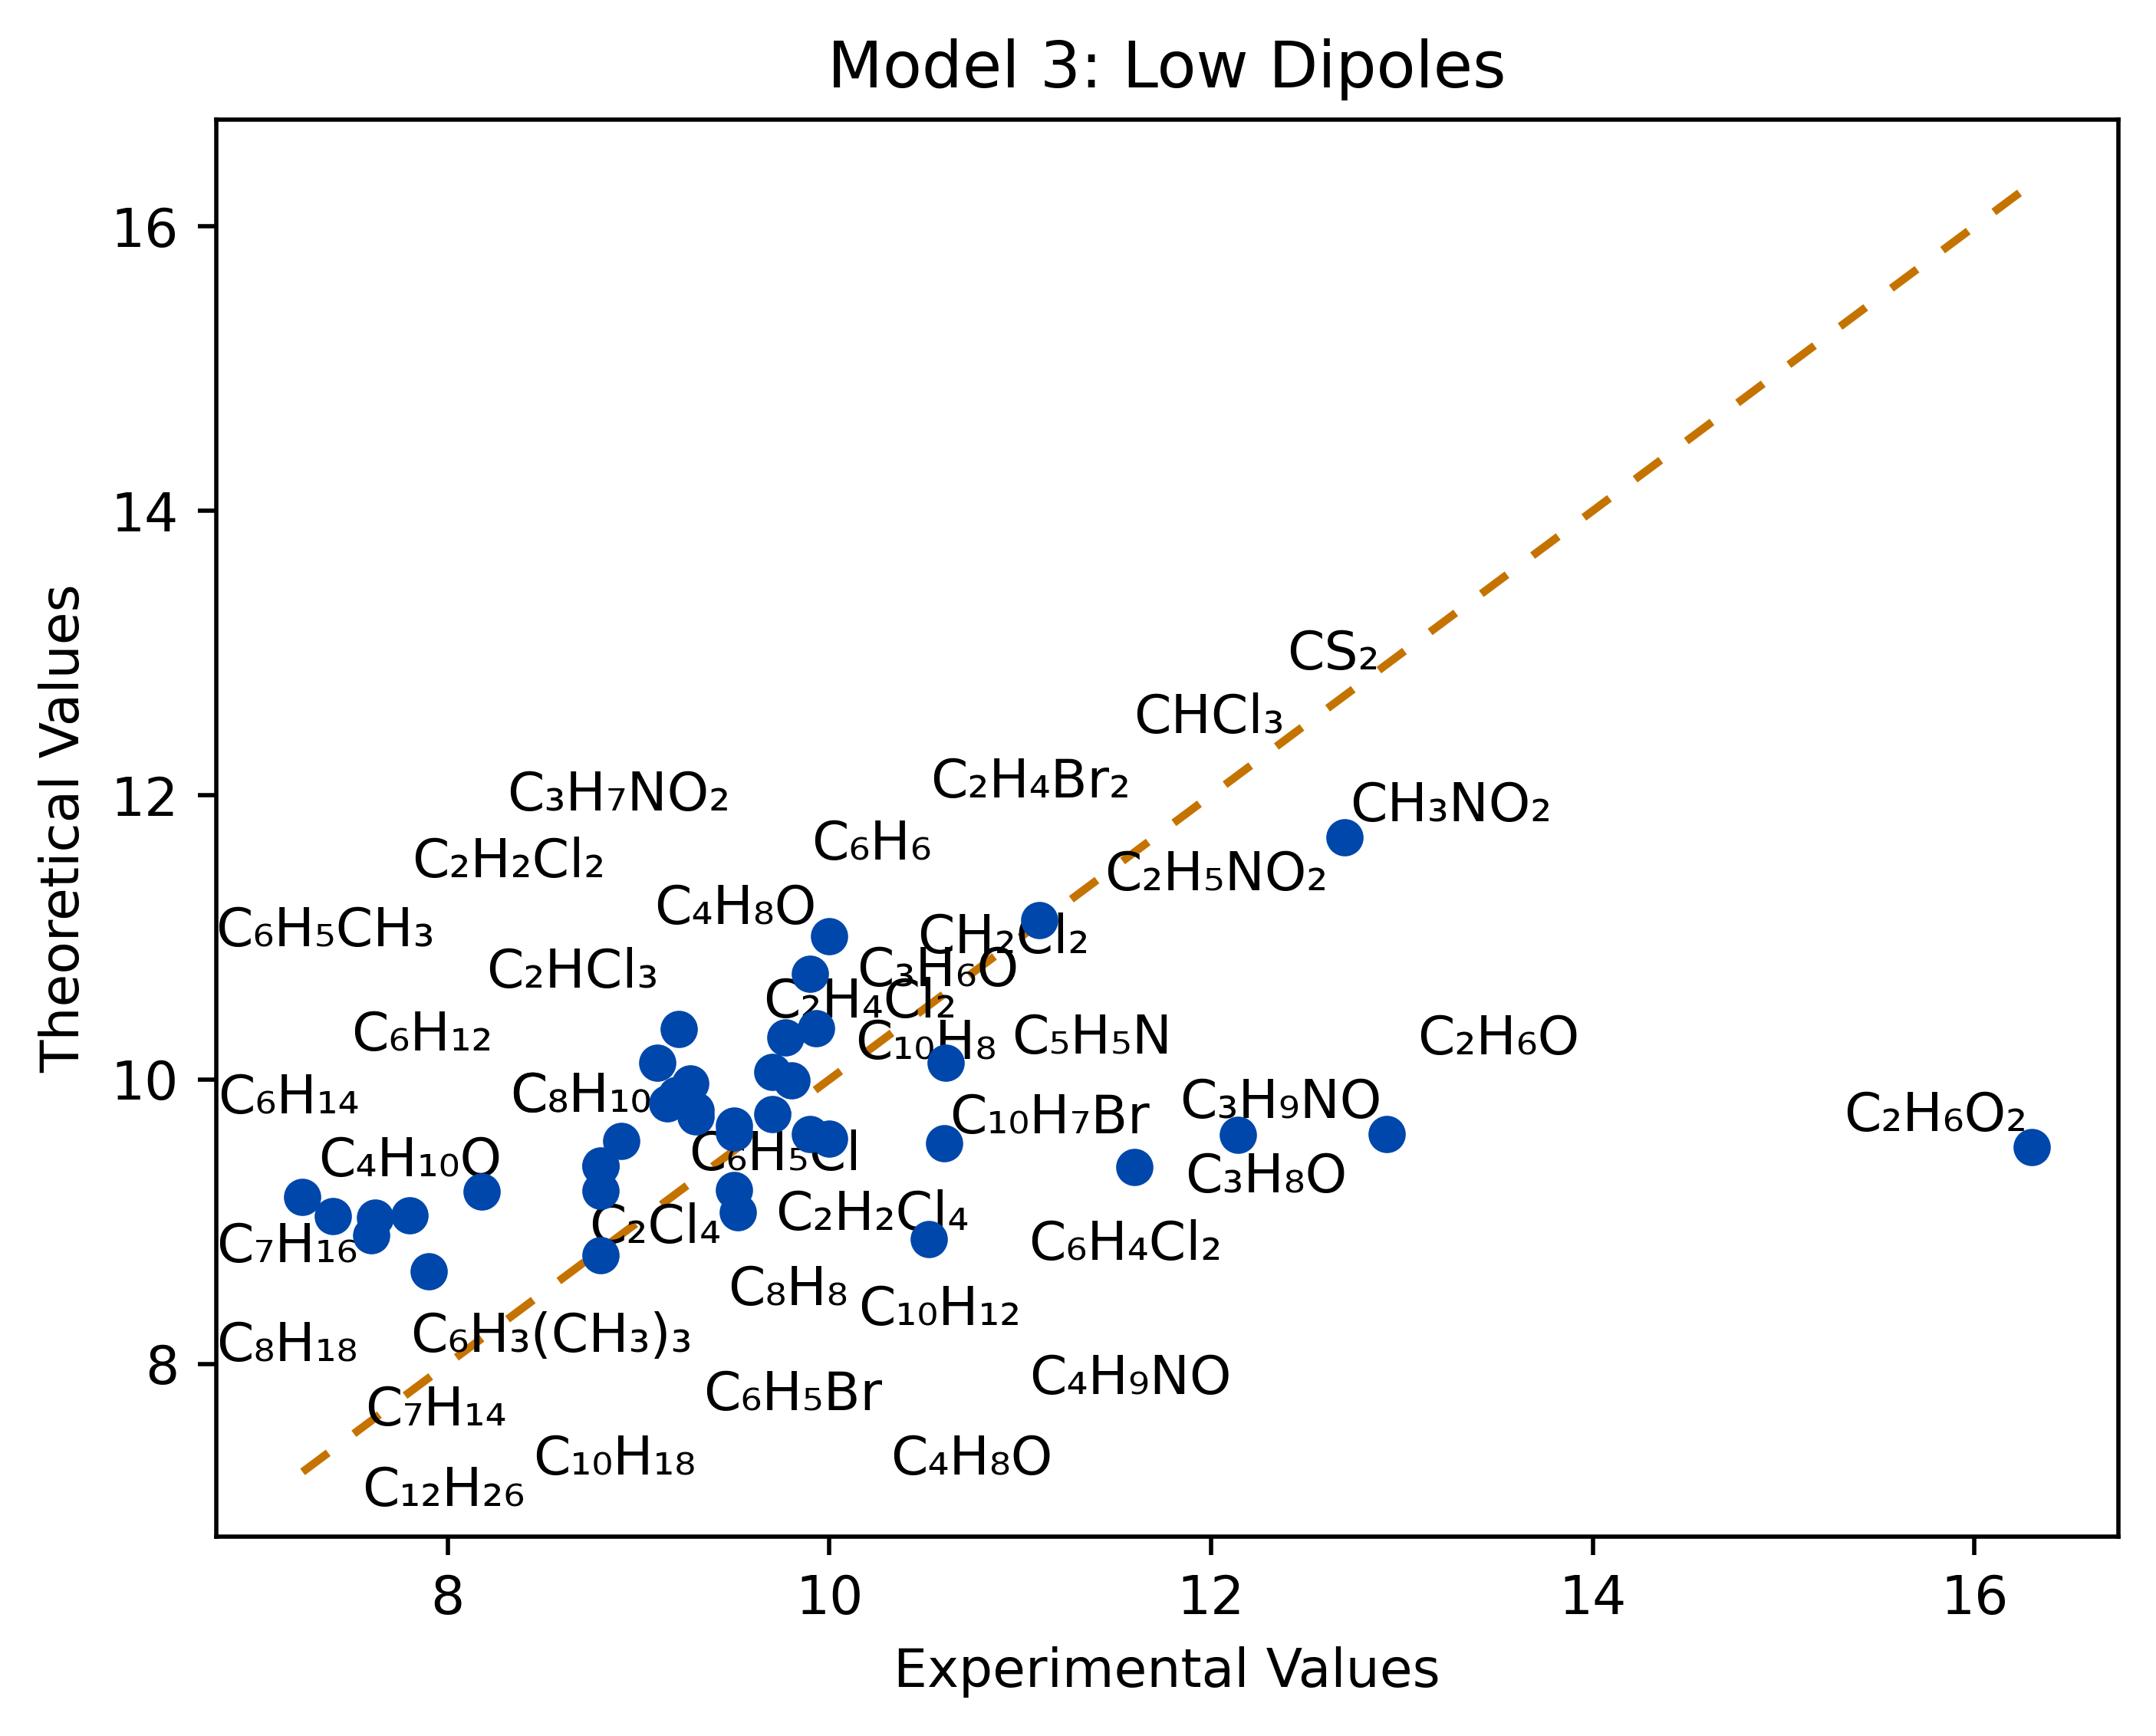 Model 3: Low Dipoles
Theoretical Values
16
14
12
10
8
CS₂
CHCl₃
C₃H₇NO₂
C₂H₄Br₂
CH₃NO₂
C₆H₆
C₂H₂Cl₂
C₂H₅NO₂
C₄H₈O
C₆H₅CH₃
CH₂Cl₂
C₂HCl₃
C₃H₆O
C₂H₄Cl₂
C₆H₁₂
C₁₀H₈
C₅H₅N
C₂H₆O
C₆H₁₄
C₈H₁₀
C₃H₉NO
C₁₀H₇Br
C₂H₆O₂
C₄H₁₀O
C₆H₅Cl
C₃H₈O
C₂Cl₄
C₂H₂Cl₄
C₇H₁₆
C₆H₄Cl₂
C₈H₈
C₁₀H₁₂
C₈H₁₈
C₆H₃(CH₃)₃
C₄H₉NO
C₇H₁₄
C₆H₅Br
C₁₀H₁₈
C₄H₈O
C₁₂H₂₆
8
10
12
14
16
Experimental Values